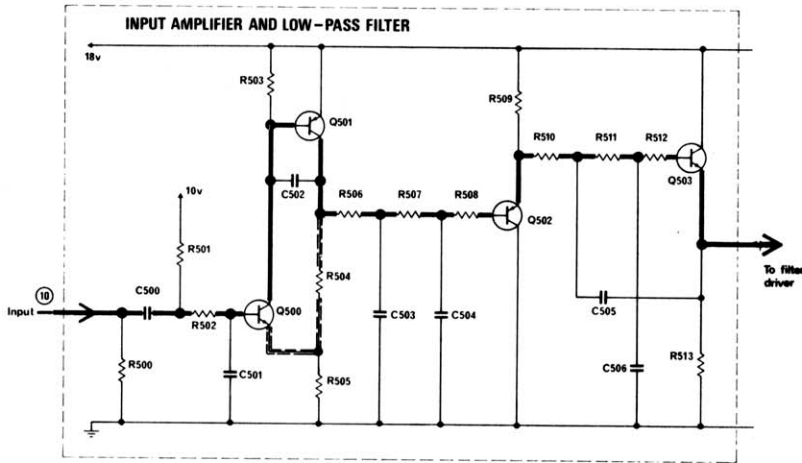 INPUT AMPLIFIER AND LOW-PASS FILTER
18v
R503
Q501
R509
R510
R511
R512
Q503
C502
R506
R507
R508
Q502
10v
R501
To filter
driver
C500
R504
C505
10
Input
R502
Q500
C503
C504
R500
C501
R505
C506
R513